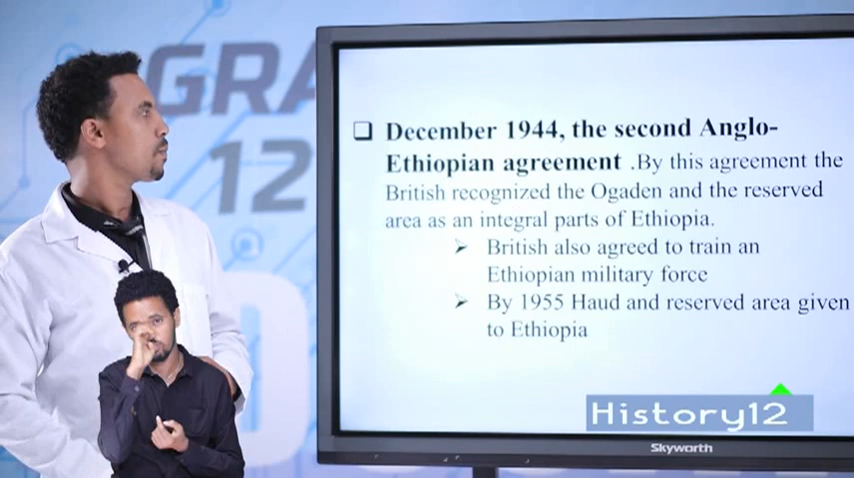 GRA
12
❑ December 1944, the second Anglo-
Ethiopian agreement .By this agreement the
British recognized the Ogaden and the reserved
area as an integral parts of Ethiopia.
➢ British also agreed to train an
Ethiopian military force
➢ By 1955 Haud and reserved area given
to Ethiopia
History12
Skyworth